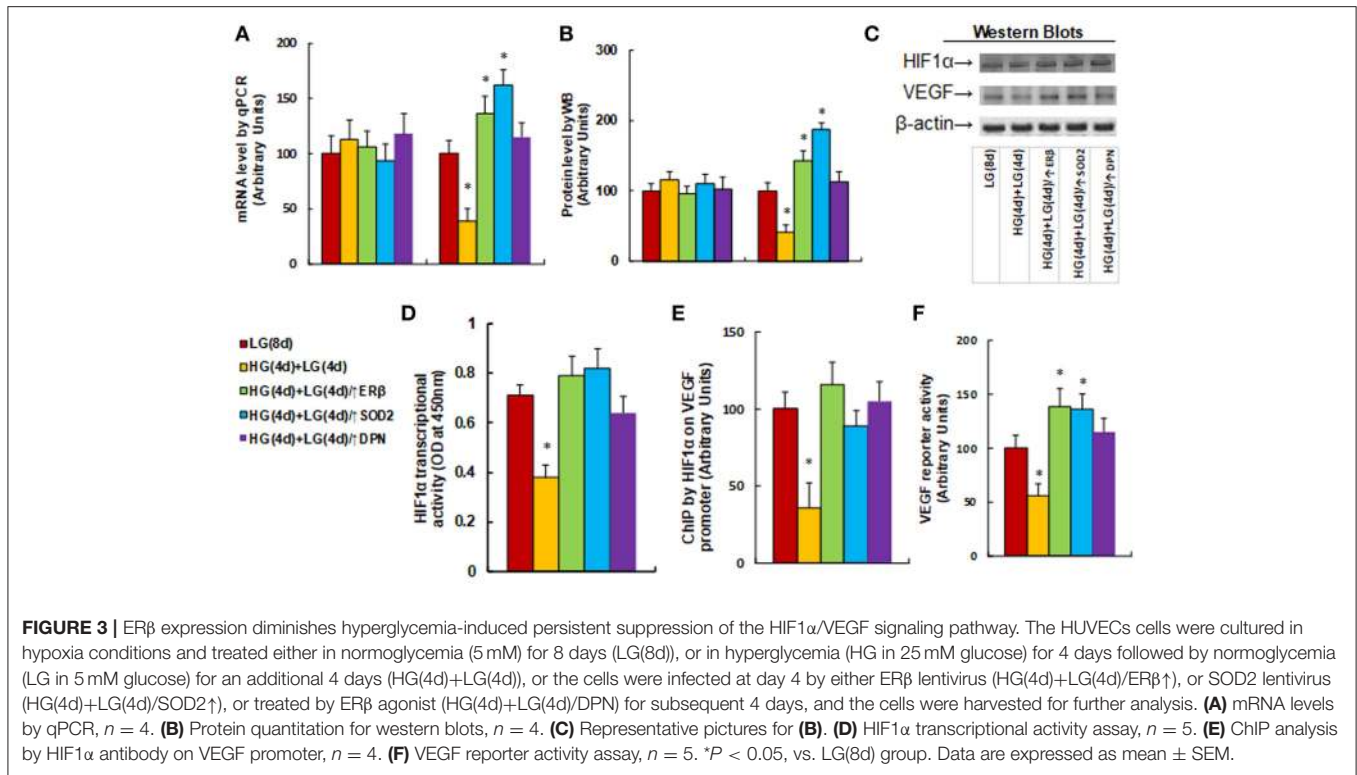 A
mRNA level by qPCR
(Arbitrary Units)
200
150
100
50
0
*
*
*
B
Protein level by WB
(Arbitrary Units)
300
200
100
0
*
*
*
C
Western Blots
HIF1α→
VEGF→
β-actin→
LG(8d)
HG(4d)+LG(4d)
HG(4d)+LG(4d)/↑ERβ
HG(4d)+LG(4d)/↑SOD2
HG(4d)+LG(4d)/↑DPN
LG(8d)
HG(4d)+LG(4d)
HG(4d)+LG(4d)/↑ERβ
HG(4d)+LG(4d)/↑SOD2
HG(4d)+LG(4d)/↑DPN
D
HIF1α transcriptional
activity (OD at 450nm)
1
0.8
0.6
0.4
0.2
0
*
E
ChIP by HIF1α on VEGF
promoter (Arbitrary Units)
150
100
50
0
*
F
VEGF reporter activity
(Arbitrary Units)
200
150
100
50
0
*
*
*
FIGURE 3 | ERβ expression diminishes hyperglycemia-induced persistent suppression of the HIF1α/VEGF signaling pathway. The HUVECs cells were cultured in
hypoxia conditions and treated either in normoglycemia (5 mM) for 8 days (LG(8d)), or in hyperglycemia (HG in 25 mM glucose) for 4 days followed by normoglycemia
(LG in 5 mM glucose) for an additional 4 days (HG(4d)+LG(4d)), or the cells were infected at day 4 by either ERβ lentivirus (HG(4d)+LG(4d)/ERβ↑), or SOD2 lentivirus
(HG(4d)+LG(4d)/SOD2↑), or treated by ERβ agonist (HG(4d)+LG(4d)/DPN) for subsequent 4 days, and the cells were harvested for further analysis. (A) mRNA levels
by qPCR, n = 4. (B) Protein quantitation for western blots, n = 4. (C) Representative pictures for (B). (D) HIF1α transcriptional activity assay, n = 5. (E) ChIP analysis
by HIF1α antibody on VEGF promoter, n = 4. (F) VEGF reporter activity assay, n = 5. *P < 0.05, vs. LG(8d) group. Data are expressed as mean ± SEM.